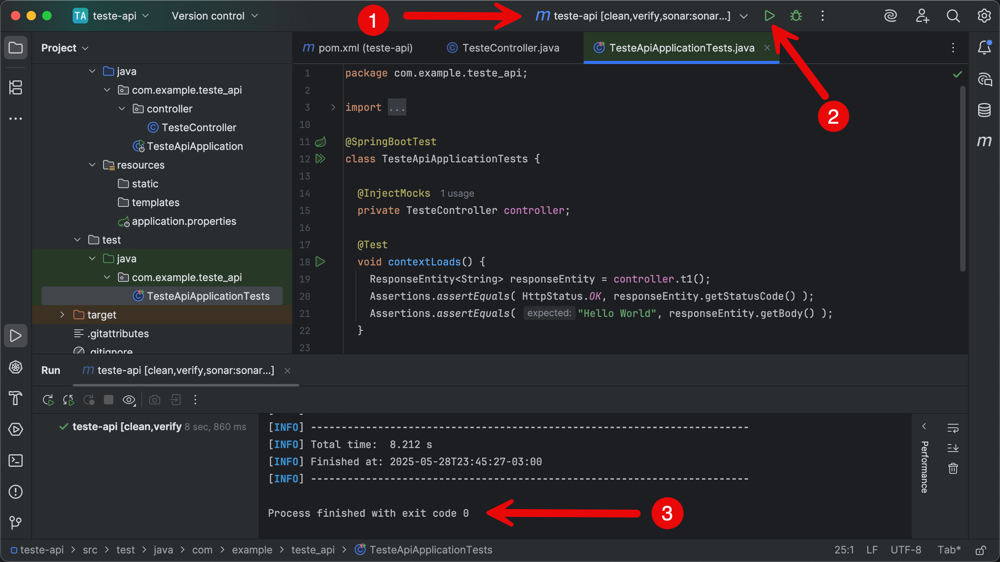 TA teste-api Version control 1 m teste-api [clean,verify,sonar:sonar...]
Project
m pom.xml (teste-api) TesteController.java TesteApiApplicationTests.java
2
java
com.example.teste_api
controller
TesteController
TesteApiApplication
resources
static
templates
application.properties
test
java
com.example.teste_api
TesteApiApplicationTests
target
.gitattributes
.gitignore
1 package com.example.teste_api;
2
3 import ...
10
11 @SpringBootTest
12 class TesteApiApplicationTests {
13
14 @InjectMocks 1 usage
15 private TesteController controller;
16
17 @Test
18 void contextLoads() {
19 ResponseEntity<String> responseEntity = controller.t1();
20 Assertions.assertEquals( HttpStatus.OK, responseEntity.getStatusCode() );
21 Assertions.assertEquals( expected: "Hello World", responseEntity.getBody() );
22 }
23
m
Run m teste-api [clean,verify,sonar:sonar...]
teste-api [clean,verify 8 sec, 860 ms
[INFO] ------------------------------------------------------------------------
[INFO] Total time:  8.212 s
[INFO] Finished at: 2025-05-28T23:45:27-03:00
[INFO] ------------------------------------------------------------------------
Process finished with exit code 0
3
Performance
teste-api > src > test > java > com > example > teste_api > TesteApiApplicationTests 25:1 LF UTF-8 Tab*